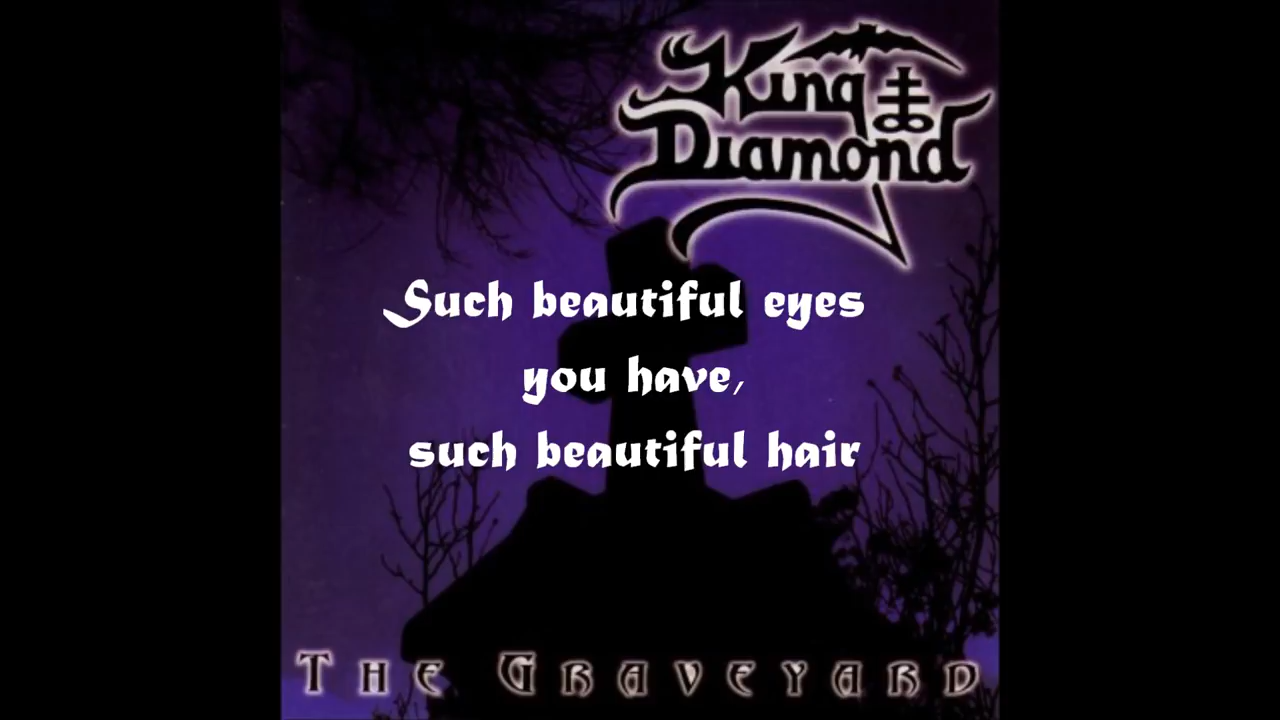 King
Diamond
Such beautiful eyes
you have,
such beautiful hair
The Graveyard